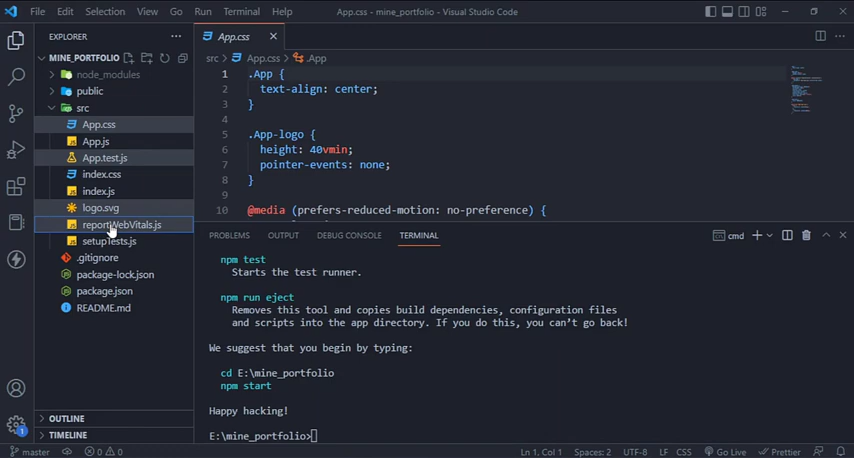 File Edit Selection View Go Run Terminal Help App.css - mine_portfolio - Visual Studio Code
EXPLORER
MINE_PORTFOLIO
node_modules
public
src
App.css
App.js
App.test.js
index.css
index.js
logo.svg
reportWebVitals.js
setupTests.js
.gitignore
package-lock.json
package.json
README.md
OUTLINE
TIMELINE
App.css
src > App.css > .App
1 .App {
2 text-align: center;
3 }
4
5 .App-logo {
6 height: 40vmin;
7 pointer-events: none;
8 }
9
10 @media (prefers-reduced-motion: no-preference) {
PROBLEMS OUTPUT DEBUG CONSOLE TERMINAL cmd
npm test
Starts the test runner.
npm run eject
Removes this tool and copies build dependencies, configuration files
and scripts into the app directory. If you do this, you can't go back!
We suggest that you begin by typing:
cd E:\mine_portfolio
npm start
Happy hacking!
E:\mine_portfolio>
1
master 0 0 Ln 1, Col 1 Spaces: 2 UTF-8 LF CSS Go Live Prettier